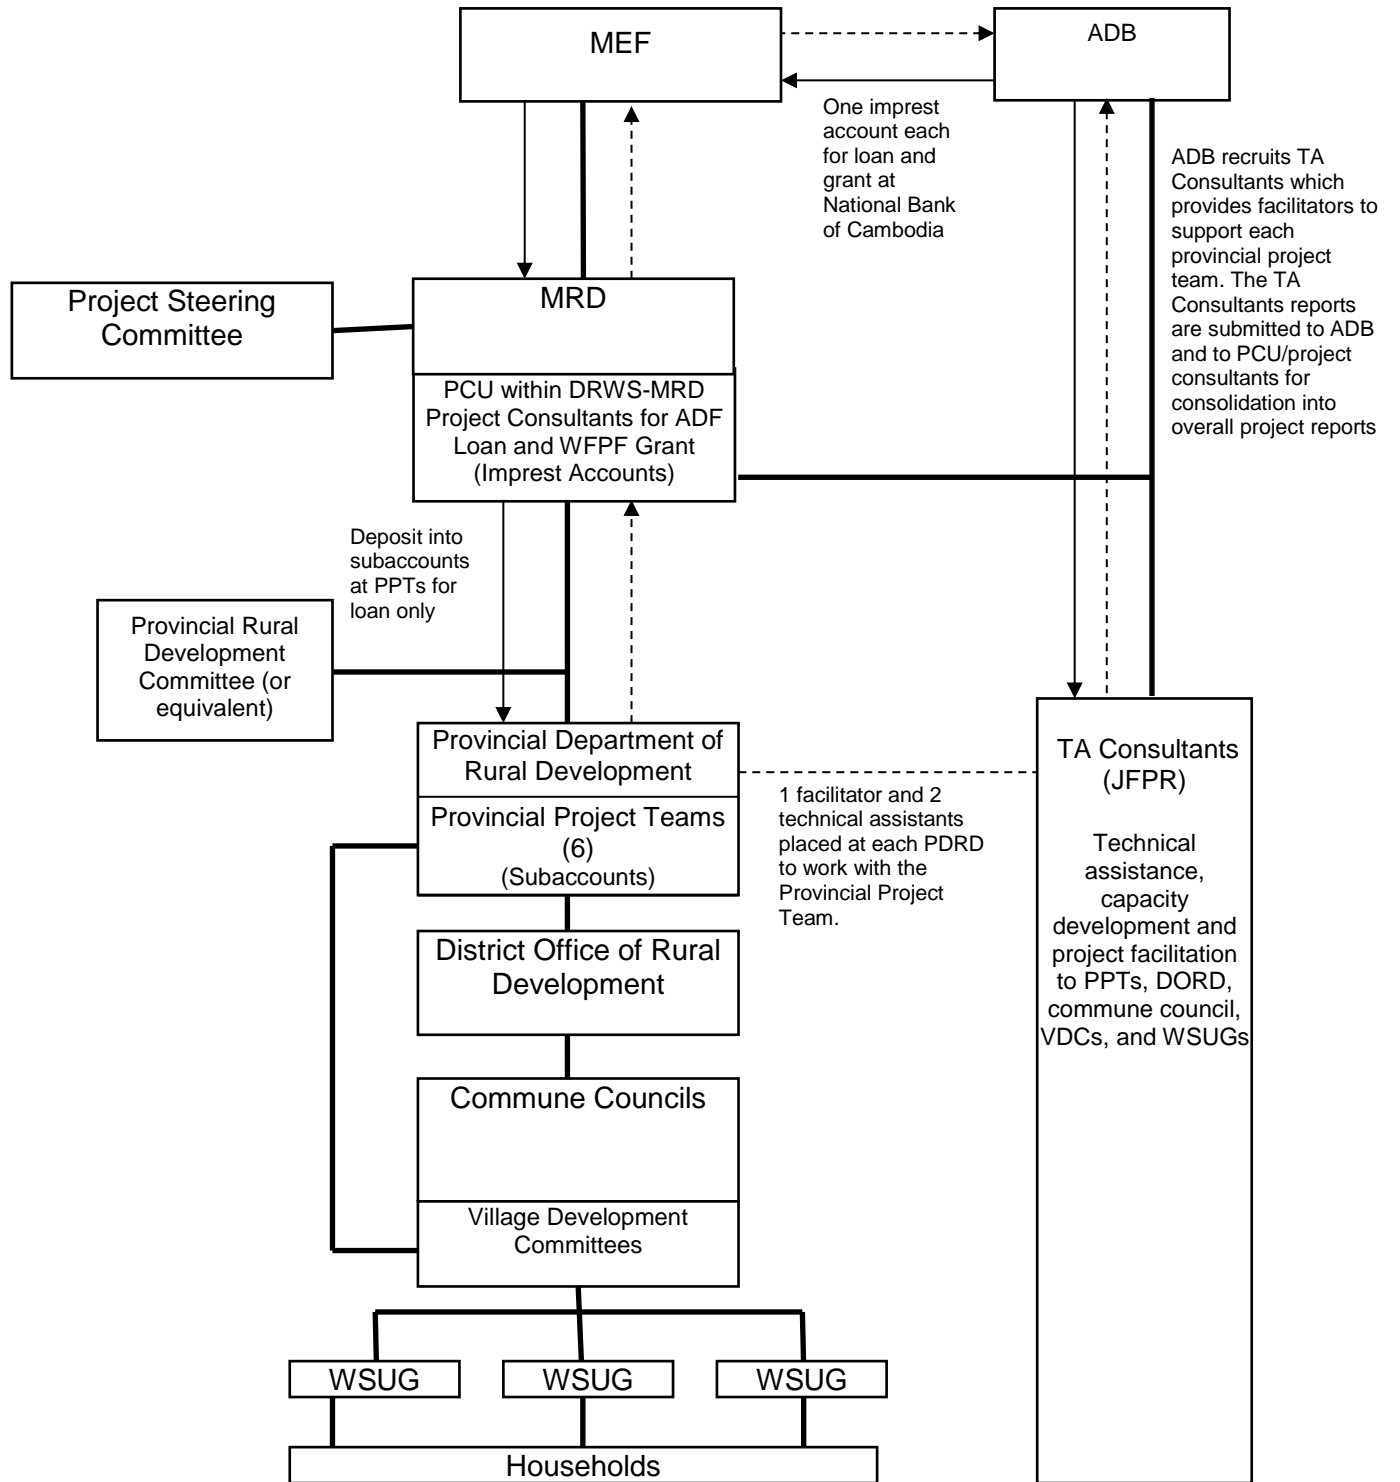 MEF
ADB
One imprest
account each
for loan and
grant at
National Bank
of Cambodia
ADB recruits TA
Consultants which
provides facilitators to
support each
provincial project
team. The TA
Consultants reports
are submitted to ADB
and to PCU/project
consultants for
consolidation into
overall project reports
Project Steering
Committee
MRD
PCU within DRWS-MRD
Project Consultants for ADF
Loan and WFPF Grant
(Imprest Accounts)
Deposit into
subaccounts
at PPTs for
loan only
Provincial Rural
Development
Committee (or
equivalent)
Provincial Department of
Rural Development
Provincial Project Teams
(6)
(Subaccounts)
1 facilitator and 2
technical assistants
placed at each PDRD
to work with the
Provincial Project
Team.
TA Consultants
(JFPR)
Technical
assistance,
capacity
development and
project facilitation
to PPTs, DORD,
commune council,
VDCs, and WSUGs
District Office of Rural
Development
Commune Councils
Village Development
Committees
WSUG
WSUG
WSUG
Households